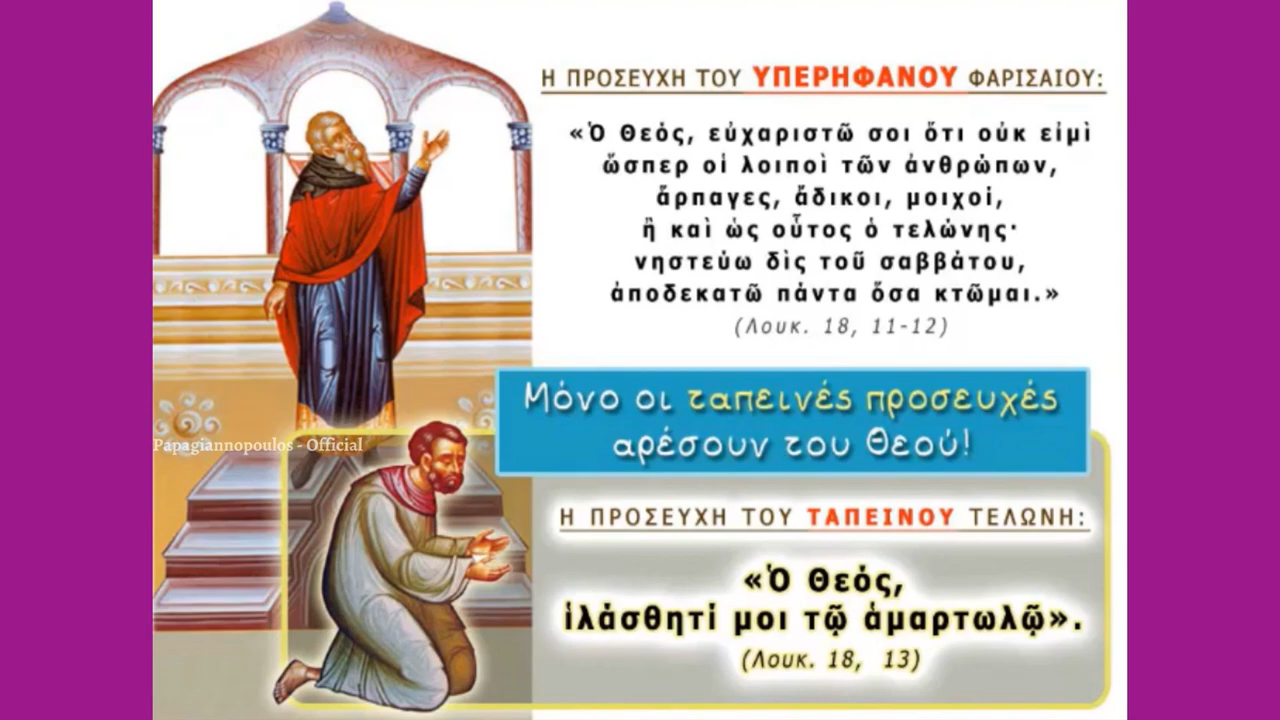 Η ΠΡΟΣΕΥΧΗ ΤΟΥ ΥΠΕΡΗΦΑΝΟΥ ΦΑΡΙΣΑΙΟΥ:
«Ὁ Θεός, εὐχαριστῶ σοι ὅτι οὐκ εἰμὶ
ὥσπερ οἱ λοιποὶ τῶν ἀνθρώπων,
ἅρπαγες, ἄδικοι, μοιχοί,
ἢ καὶ ὡς οὗτος ὁ τελώνης·
νηστεύω δὶς τοῦ σαββάτου,
ἀποδεκατῶ πάντα ὅσα κτῶμαι.»
(Λουκ. 18, 11-12)
Μόνο οι ταπεινές προσευχές
αρέσουν του Θεού!
Papagiannopoulos - Official
Η ΠΡΟΣΕΥΧΗ ΤΟΥ ΤΑΠΕΙΝΟΥ ΤΕΛΩΝΗ:
«Ὁ Θεός,
ἱλάσθητί μοι τῷ ἁμαρτωλῷ».
(Λουκ. 18, 13)